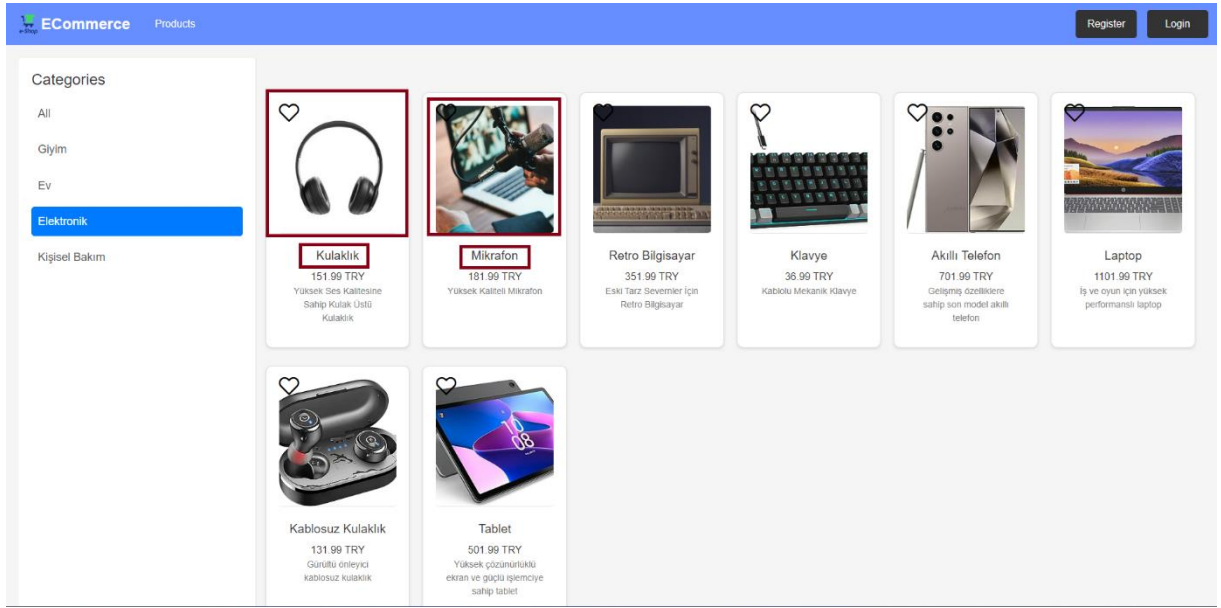 e-Shop
ECommerce
Products
Register
Login
Categories
All
Giyim
Ev
Elektronik
Kişisel Bakım
Kulaklık
151.99 TRY
Yüksek Ses Kalitesine
Sahip Kulak Üstü
Kulaklık
Mikrafon
181.99 TRY
Yüksek Kaliteli Mikrafon
Retro Bilgisayar
351.99 TRY
Eski Tarz Sevemler İçin
Retro Bilgisayar
Klavye
36.99 TRY
Kablolu Mekanik Klavye
Akıllı Telefon
701.99 TRY
Gelişmiş özelliklere
sahip son model akıllı
telefon
Laptop
1101.99 TRY
İş ve oyun için yüksek
performanslı laptop
Kablosuz Kulaklık
131.99 TRY
Gürültü önleyici
kablosuz kulaklık
Tablet
501.99 TRY
Yüksek çözünürlüklü
ekran ve güçlü işlemciye
sahip tablet